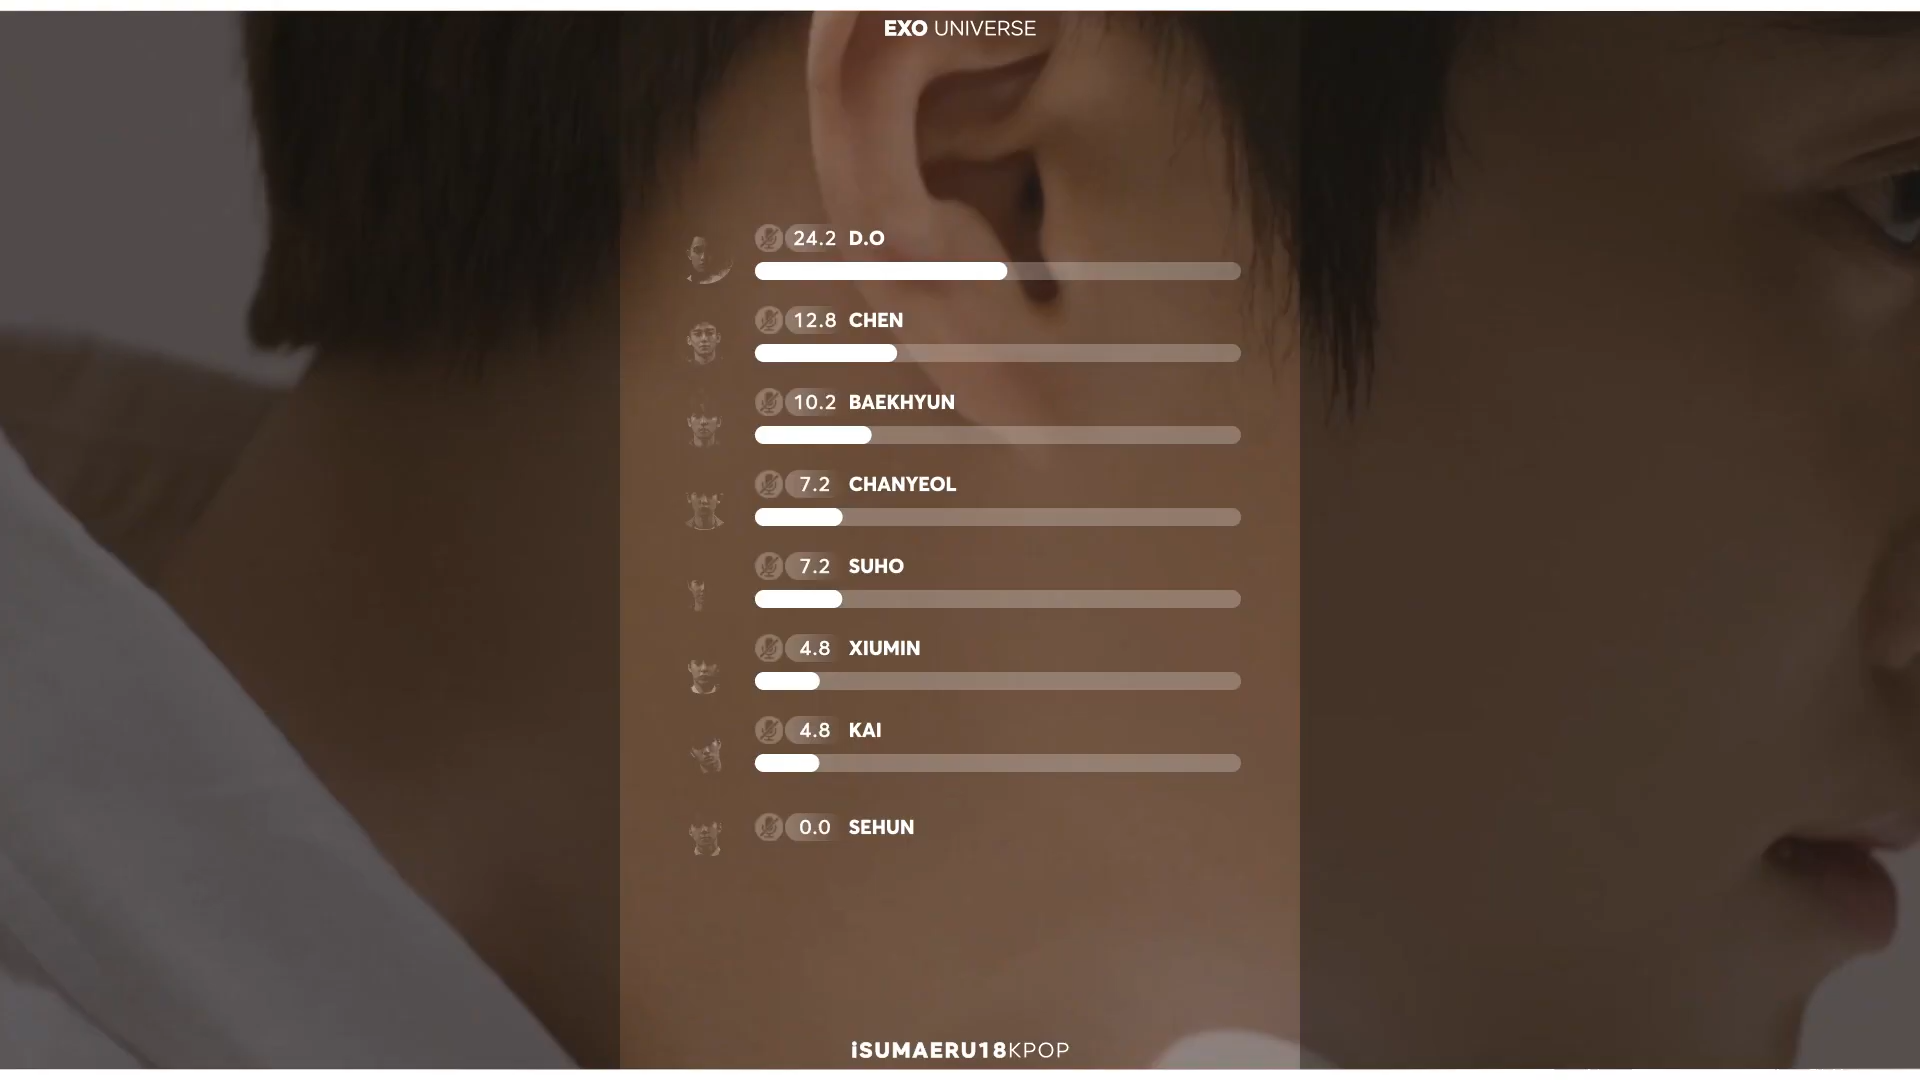 EXO UNIVERSE
24.2 D.O
12.8 CHEN
10.2 BAEKHYUN
7.2 CHANYEOL
7.2 SUHO
4.8 XIUMIN
4.8 KAI
0.0 SEHUN
iSUMAERU18KPOP